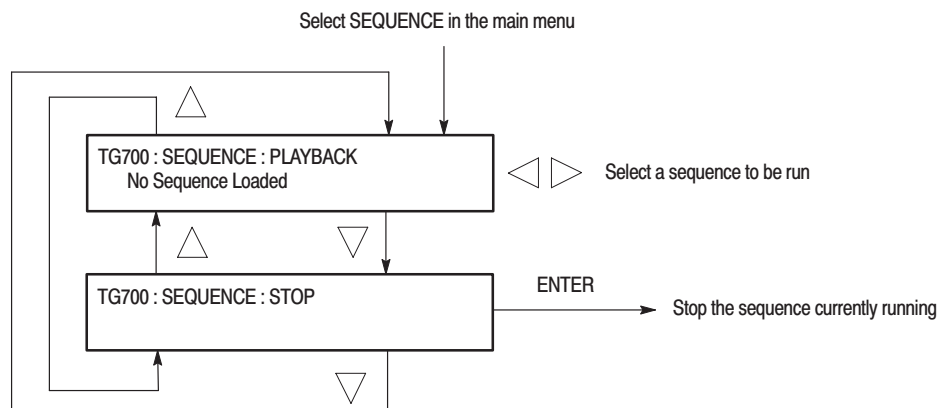 Select SEQUENCE in the main menu
TG700 : SEQUENCE : PLAYBACK
No Sequence Loaded
Select a sequence to be run
TG700 : SEQUENCE : STOP
ENTER
Stop the sequence currently running